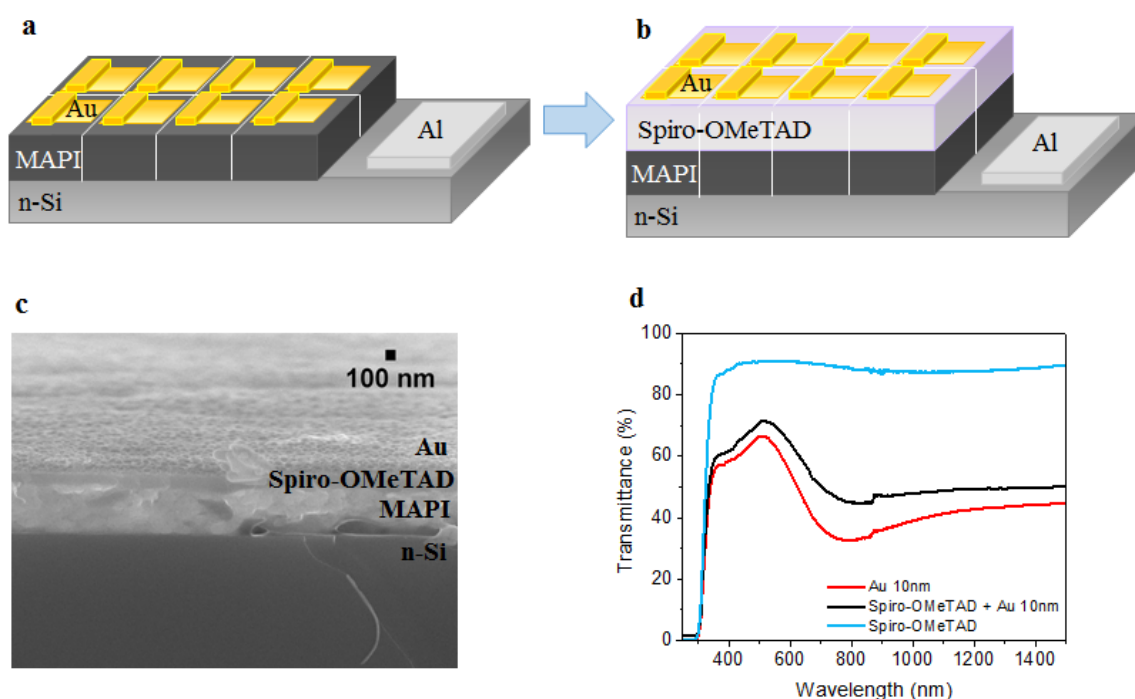 a
Au
MAPI
n-Si
Al
b
Au
Spiro-OMeTAD
MAPI
n-Si
Al
c
100 nm
Au
Spiro-OMeTAD
MAPI
n-Si
d
Transmittance (%)
100
80
60
40
20
0
Au 10nm
Spiro-OMeTAD + Au 10nm
Spiro-OMeTAD
400 600 800 1000 1200 1400
Wavelength (nm)